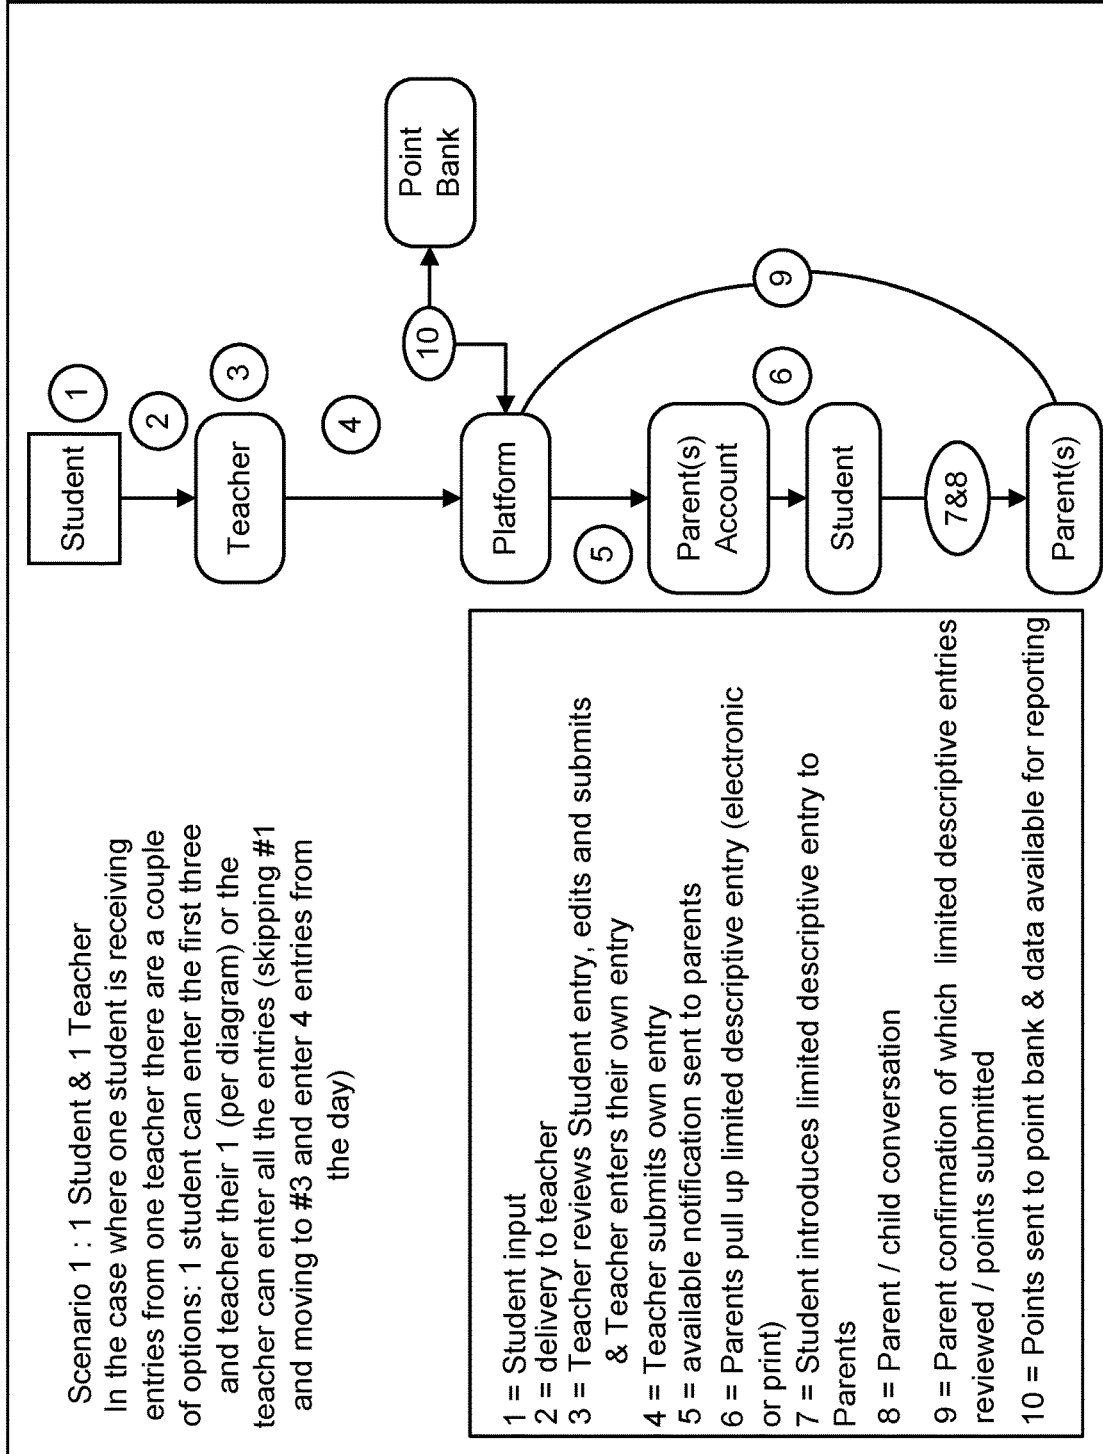 Scenario 1 : 1 Student & 1 Teacher
In the case where one student is receiving
entries from one teacher there are a couple
of options: 1 student can enter the first three
and teacher their 1 (per diagram) or the
teacher can enter all the entries (skipping #1
and moving to #3 and enter 4 entries from
the day)
Student
1
2
Teacher
3
4
Platform
10
Point
Bank
5
Parent(s)
Account
6
Student
7&8
9
Parent(s)
1 = Student input
2 = delivery to teacher
3 = Teacher reviews Student entry, edits and submits
& Teacher enters their own entry
4 = Teacher submits own entry
5 = available notification sent to parents
6 = Parents pull up limited descriptive entry (electronic
or print)
7 = Student introduces limited descriptive entry to
Parents
8 = Parent / child conversation
9 = Parent confirmation of which limited descriptive entries
reviewed / points submitted
10 = Points sent to point bank & data available for reporting